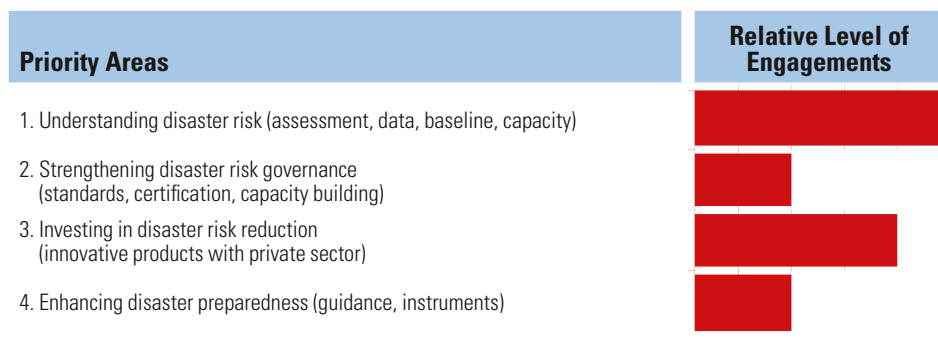 Priority Areas
Relative Level of
Engagements
1. Understanding disaster risk (assessment, data, baseline, capacity)
2. Strengthening disaster risk governance
(standards, certification, capacity building)
3. Investing in disaster risk reduction
(innovative products with private sector)
4. Enhancing disaster preparedness (guidance, instruments)